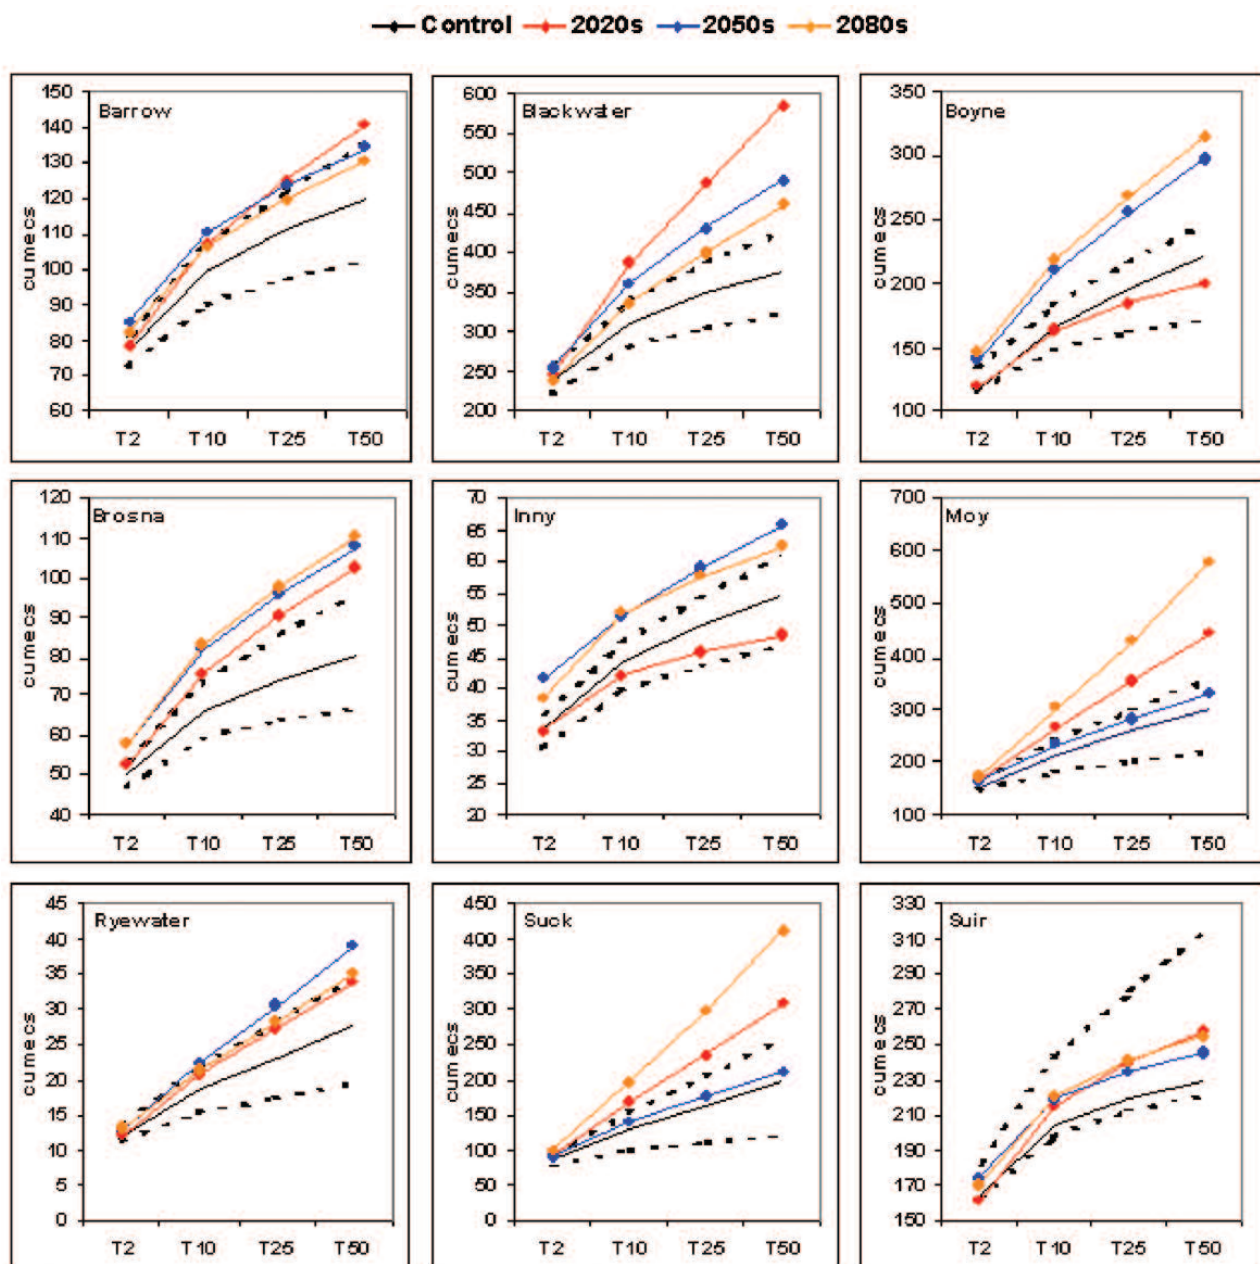 Control 2020s 2050s 2080s
Barrow
cumecs
150
140
130
120
110
100
90
80
70
60
T2 T10 T25 T50
Blackwater
cumecs
600
550
500
450
400
350
300
250
200
T2 T10 T25 T50
Boyne
cumecs
350
300
250
200
150
100
T2 T10 T25 T50
Brosna
cumecs
120
110
100
90
80
70
60
50
40
T2 T10 T25 T50
Inny
cumecs
70
65
60
55
50
45
40
35
30
25
20
T2 T10 T25 T50
Moy
cumecs
700
600
500
400
300
200
100
T2 T10 T25 T50
Ryewater
cumecs
45
40
35
30
25
20
15
10
5
0
T2 T10 T25 T50
Suck
cumecs
450
400
350
300
250
200
150
100
50
0
T2 T10 T25 T50
Suir
cumecs
330
310
290
270
250
230
210
190
170
150
T2 T10 T25 T50